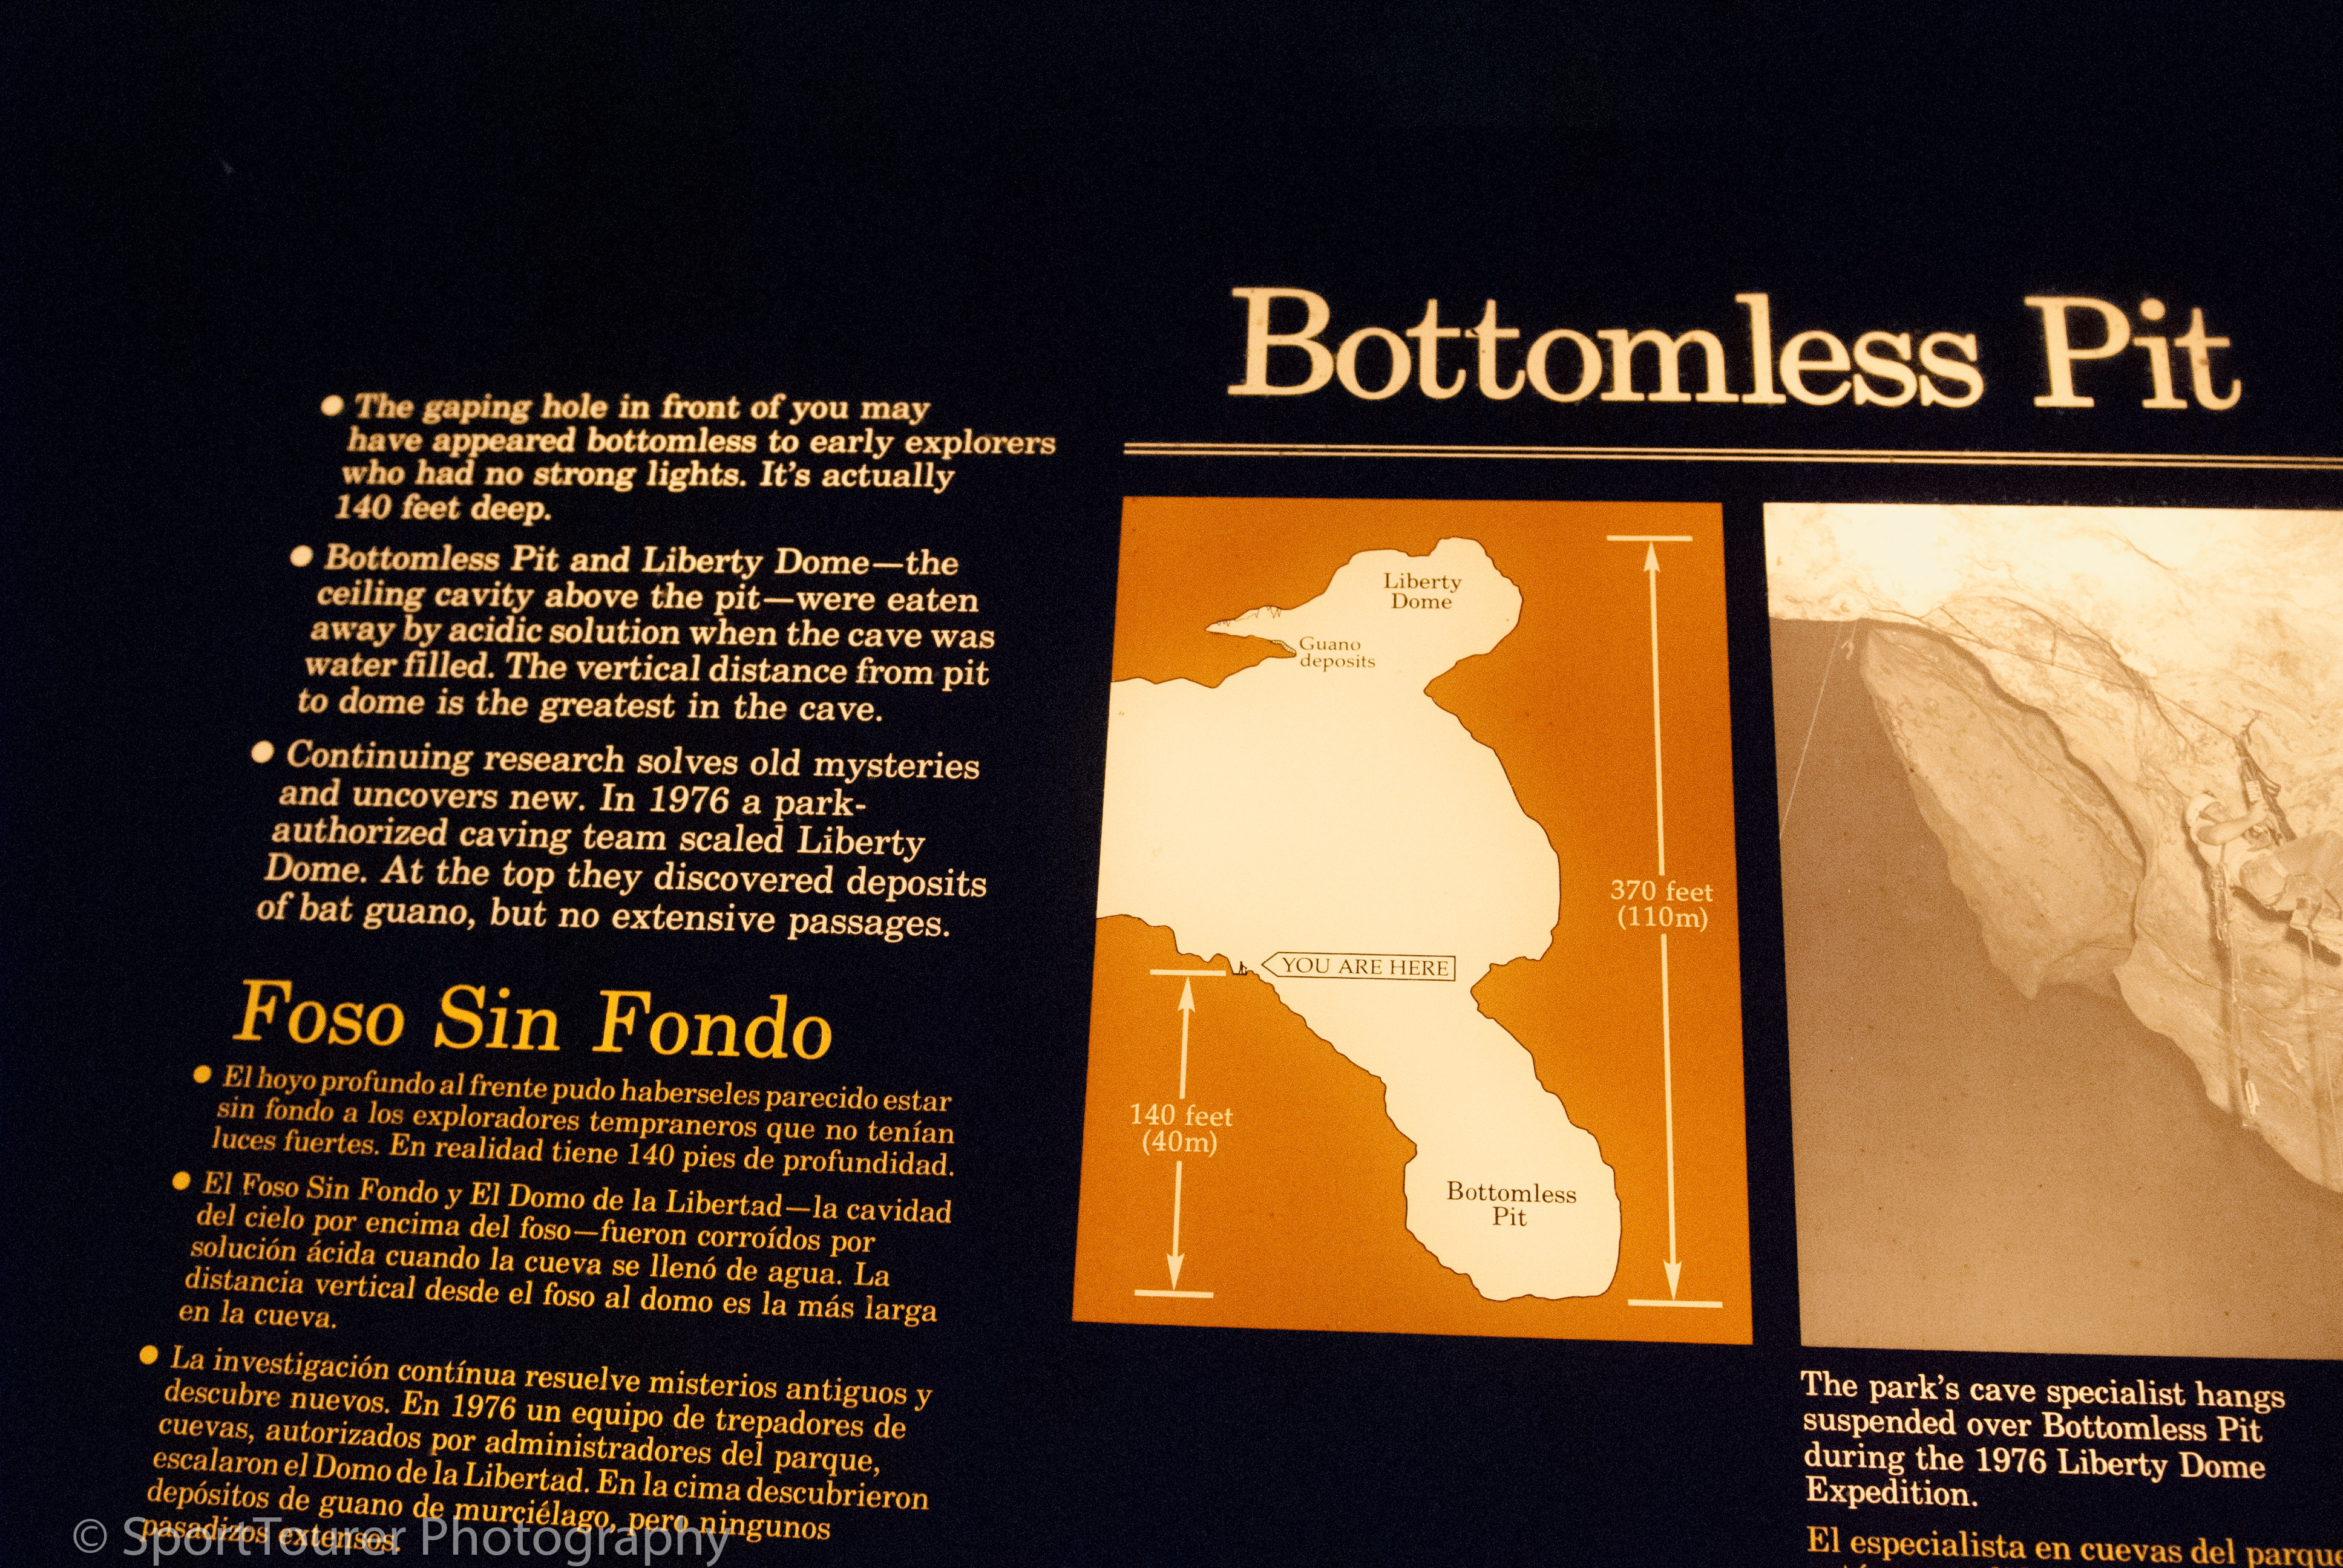 Bottomless Pit
● The gaping hole in front of you may
have appeared bottomless to early explorers
who had no strong lights. It's actually
140 feet deep.
● Bottomless Pit and Liberty Dome—the
ceiling cavity above the pit—were eaten
away by acidic solution when the cave was
water filled. The vertical distance from pit
to dome is the greatest in the cave.
● Continuing research solves old mysteries
and uncovers new. In 1976 a park-
authorized caving team scaled Liberty
Dome. At the top they discovered deposits
of bat guano, but no extensive passages.
Foso Sin Fondo
● El hoyo profundo al frente pudo haberseles parecido estar
sin fondo a los exploradores tempraneros que no tenían
luces fuertes. En realidad tiene 140 pies de profundidad.
● El Foso Sin Fondo y El Domo de la Libertad—la cavidad
del cielo por encima del foso—fueron corroídos por
solución ácida cuando la cueva se llenó de agua. La
distancia vertical desde el foso al domo es la más larga
en la cueva.
● La investigación contínua resuelve misterios antiguos y
descubre nuevos. En 1976 un equipo de trepadores de
cuevas, autorizados por administradores del parque,
escalaron el Domo de la Libertad. En la cima descubrieron
depósitos de guano de murciélago, pero ningunos
pasadizos extensos.
Liberty
Dome
Guano
deposits
370 feet
(110m)
YOU ARE HERE
140 feet
(40m)
Bottomless
Pit
The park's cave specialist hangs
suspended over Bottomless Pit
during the 1976 Liberty Dome
Expedition.
El especialista en cuevas del parque
© SportTourer Photography